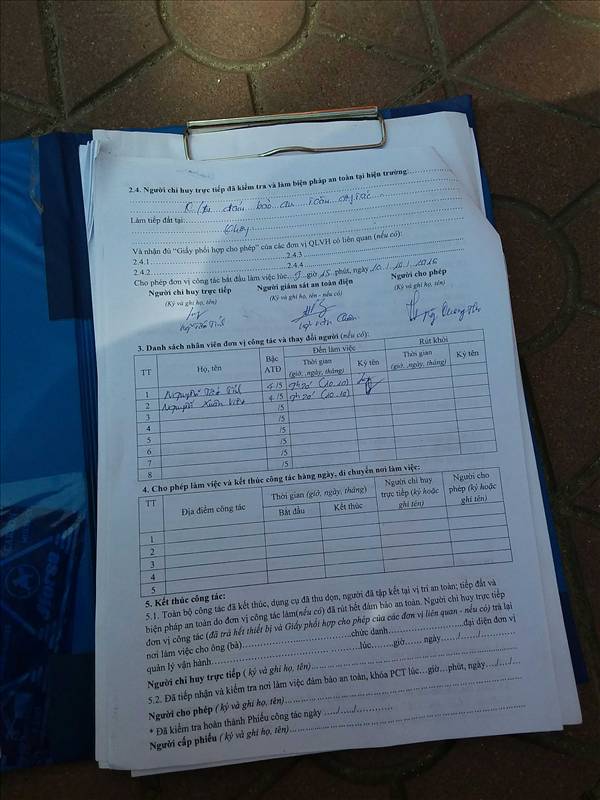 2.4. Người chỉ huy trực tiếp đã kiểm tra và làm biện pháp an toàn tại hiện trường:
đảm bảo an toàn
Làm tiếp đất tại:
Không
Và nhận đủ “Giấy phối hợp cho phép” của các đơn vị QLVH có liên quan (nếu có):
2.4.1 2.4.3
2.4.2 2.4.4
Cho phép đơn vị công tác bắt đầu làm việc lúc 9 giờ 15 phút, ngày 10 / /
Người chỉ huy trực tiếp Người giám sát an toàn điện Người cho phép
(Ký và ghi họ, tên) (Ký và ghi họ, tên - nếu có) (Ký và ghi họ, tên)
3. Danh sách nhân viên đơn vị công tác và thay đổi người (nếu có):
TT Họ, tên Bậc ATĐ Đến làm việc Rút khỏi
Thời gian (giờ, ngày, tháng) Ký tên Thời gian (giờ, ngày, tháng) Ký tên
1 Nguyễn 4/5 9h20' (10.10)
2 Nguyễn Xuân 4/5 9h20' (10.10)
3 /5
4 /5
5 /5
6 /5
7 /5
8 /5
4. Cho phép làm việc và kết thúc công tác hàng ngày, di chuyển nơi làm việc:
TT Địa điểm công tác Thời gian (giờ, ngày, tháng) Người chỉ huy trực tiếp (ký hoặc ghi tên) Người cho phép (ký hoặc ghi tên)
Bắt đầu Kết thúc
1
2
3
4
5
5. Kết thúc công tác:
5.1. Toàn bộ công tác đã kết thúc, dụng cụ đã thu dọn, người đã tập kết tại vị trí an toàn; tiếp đất và
biện pháp an toàn do đơn vị công tác làm(nếu có) đã rút hết đảm bảo an toàn. Người chỉ huy trực tiếp
đơn vị công tác (đã trả hết thiết bị và Giấy phối hợp cho phép của các đơn vị liên quan - nếu có) trả lại
nơi làm việc cho ông (bà) chức danh đại diện đơn vị
quản lý vận hành lúc giờ ngày / /
Người chỉ huy trực tiếp ( ký và ghi họ, tên)
5.2. Đã tiếp nhận và kiểm tra nơi làm việc đảm bảo an toàn, khóa PCT lúc…giờ…phút, ngày…/…/…
Người cho phép ( ký và ghi họ, tên)
* Đã kiểm tra hoàn thành Phiếu công tác ngày …/…/…
Người cấp phiếu ( ký và ghi họ, tên)